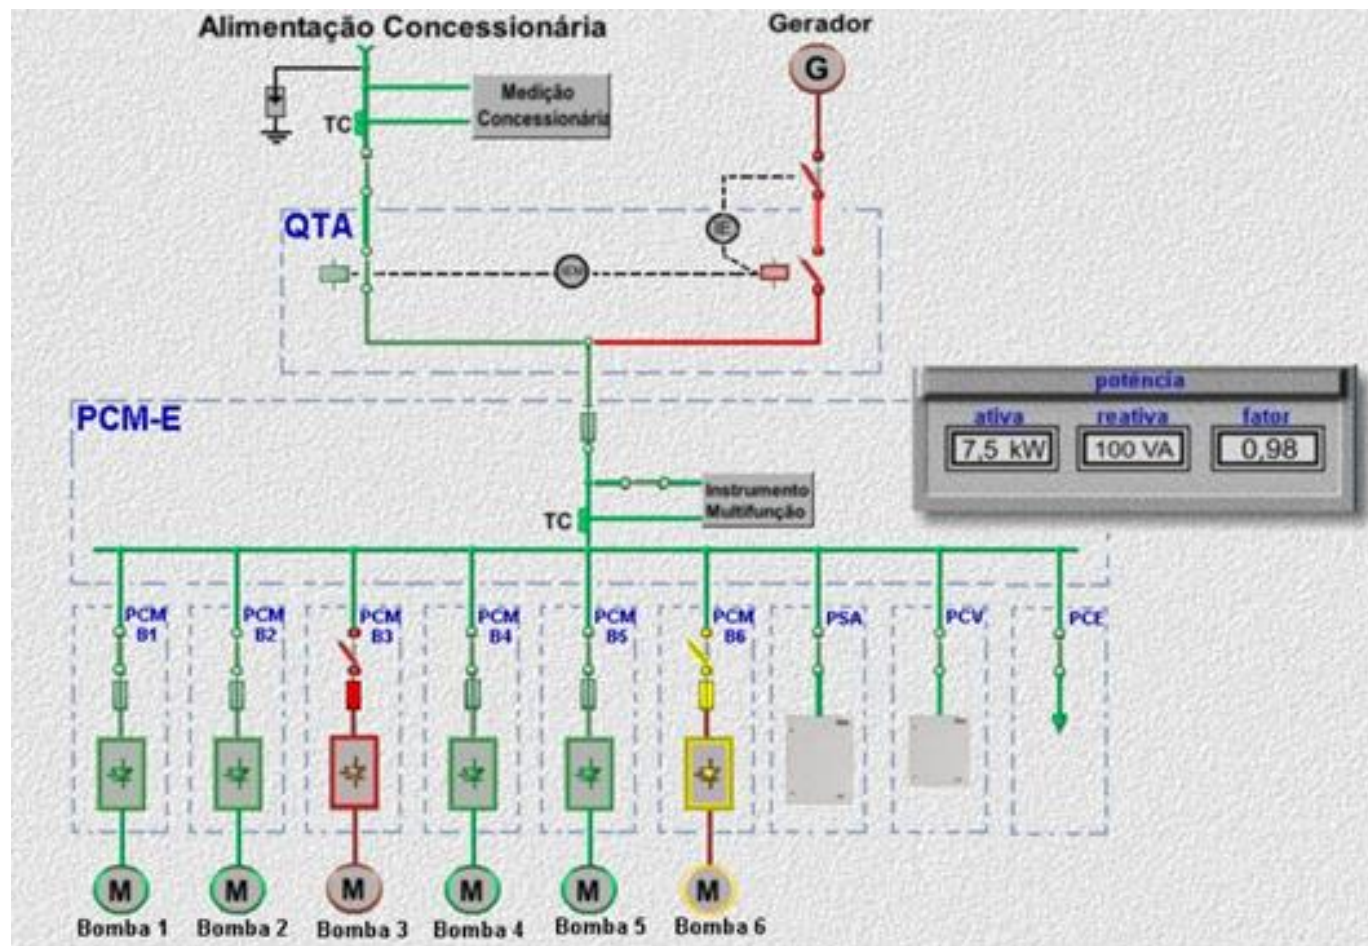 Alimentação Concessionária
Gerador
G
Medição
Concessionária
TC
QTA
IE
IEM
PCM-E
potência
ativa
reativa
fator
7,5 kW
100 VA
0,98
Instrumento
Multifunção
TC
PCM
B1
PCM
B2
PCM
B3
PCM
B4
PCM
B5
PCM
B6
PSA
PCV
PCE
M
M
M
M
M
M
Bomba 1
Bomba 2
Bomba 3
Bomba 4
Bomba 5
Bomba 6